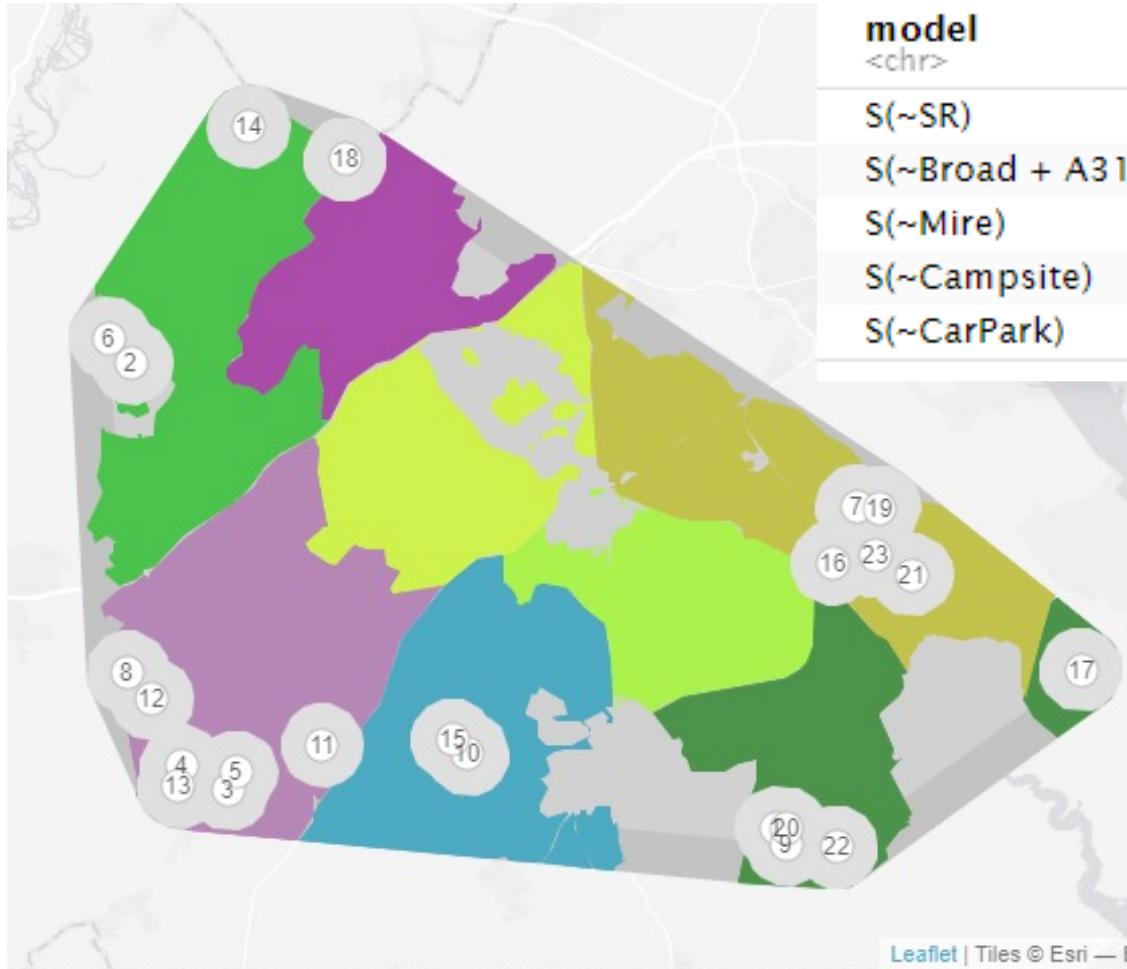 model
<chr>
S(~SR)
S(~Broad + A31
S(~Mire)
S(~Campsite)
S(~CarPark)
14
18
6
2
7
19
16
23
21
17
8
12
4
13
5
3
11
15
10
1
20
9
22
Leaflet | Tiles © Esri —